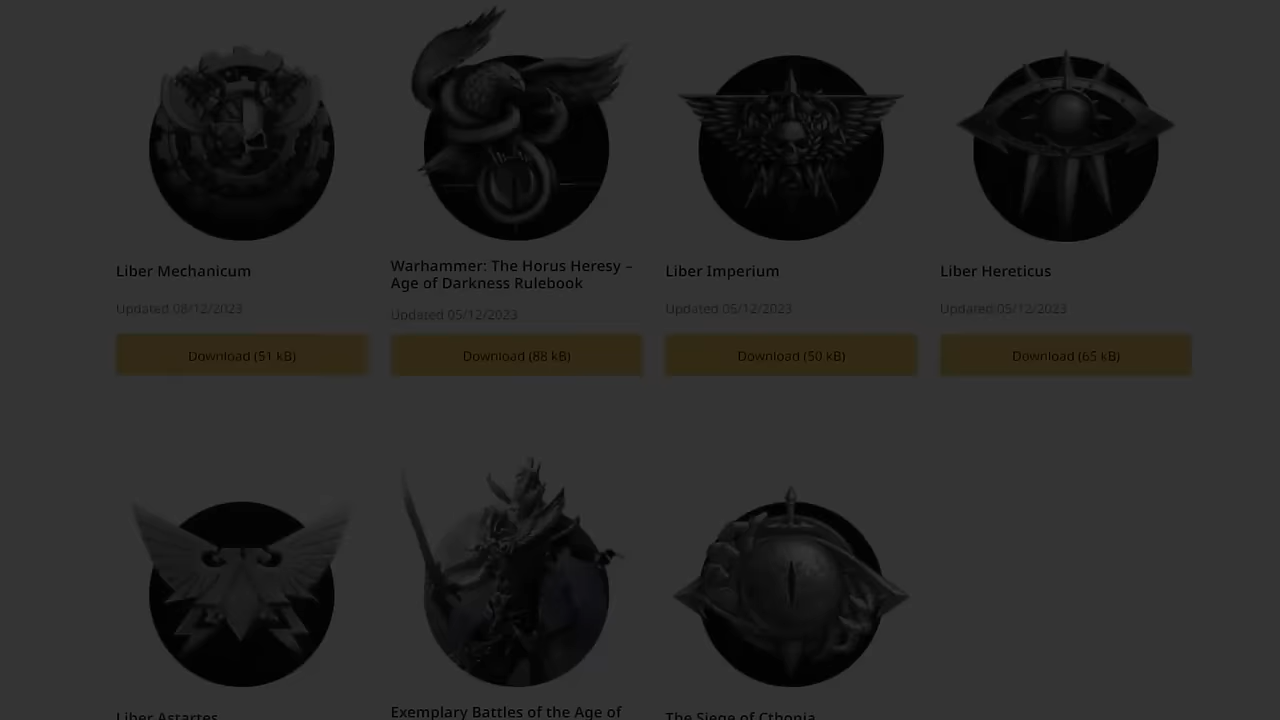 Liber Mechanicum
Updated 08/12/2023
Download (51 kB)
Warhammer: The Horus Heresy –
Age of Darkness Rulebook
Updated 05/12/2023
Download (88 kB)
Liber Imperium
Updated 05/12/2023
Download (50 kB)
Liber Hereticus
Updated 05/12/2023
Download (65 kB)
Liber Astartes
Exemplary Battles of the Age of
The Siege of Cthonia